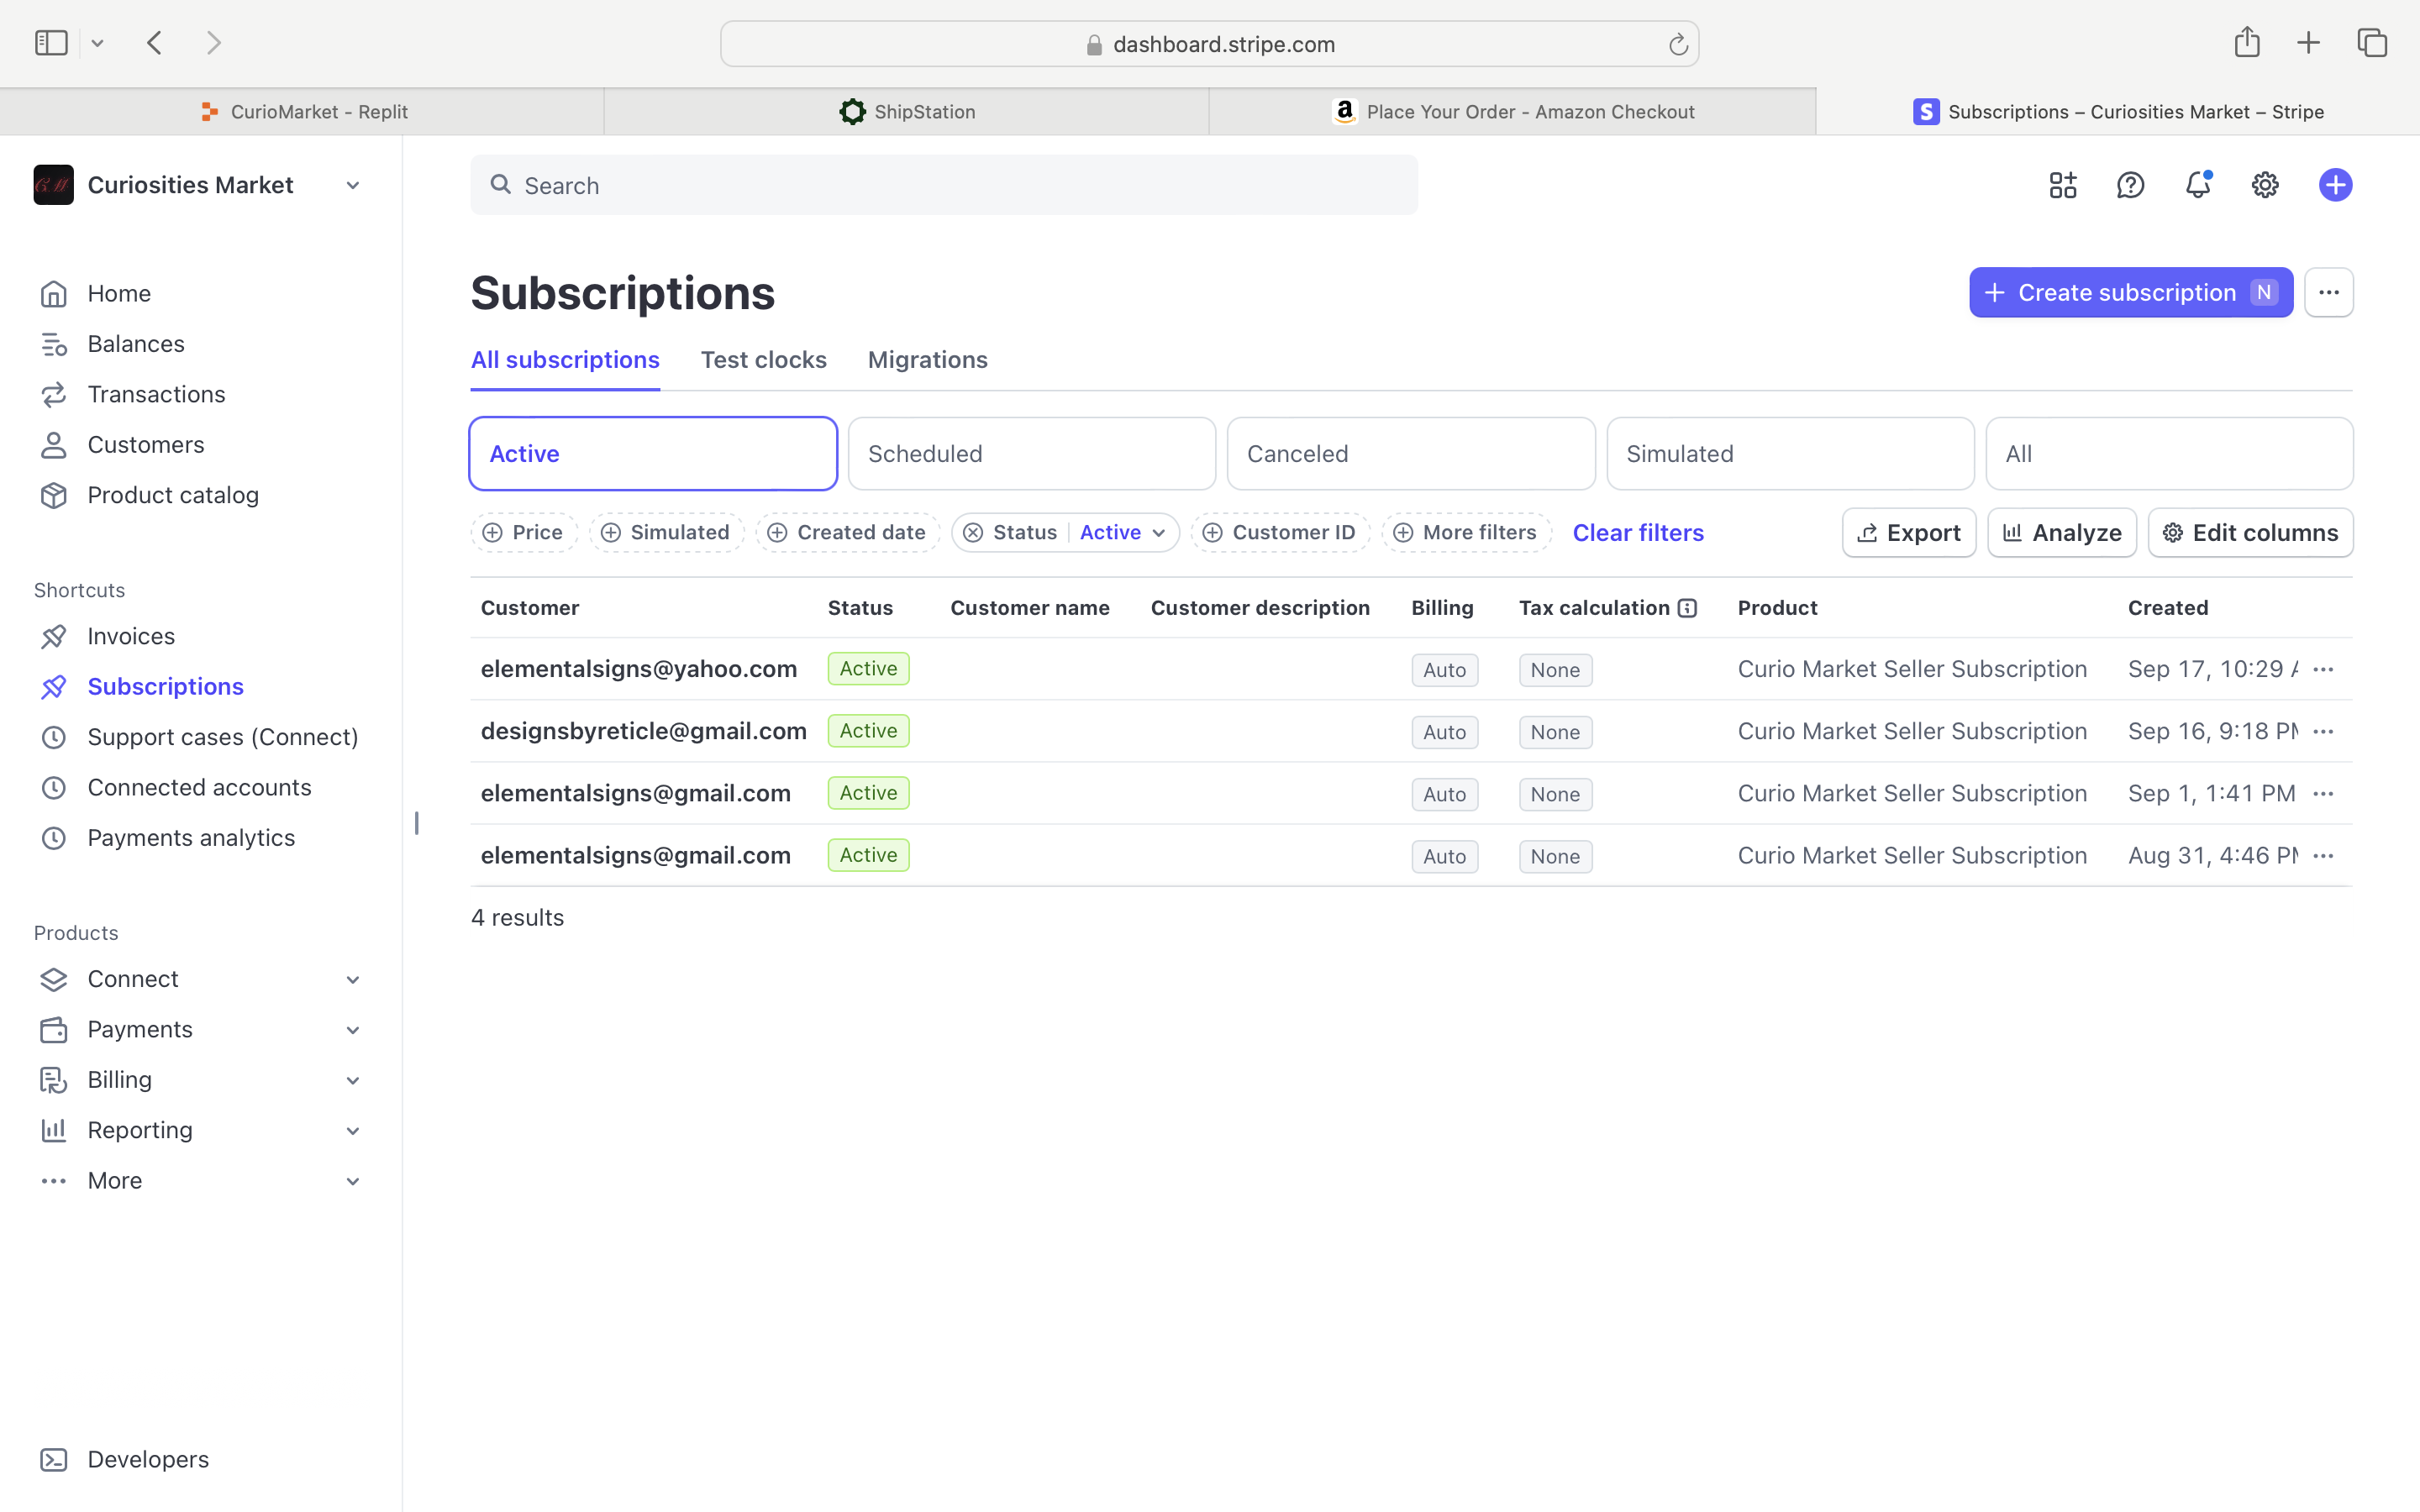 dashboard.stripe.com
CurioMarket - Replit
ShipStation
Place Your Order - Amazon Checkout
Subscriptions – Curiosities Market – Stripe
Curiosities Market
Search
Home
Balances
Transactions
Customers
Product catalog
Shortcuts
Invoices
Subscriptions
Support cases (Connect)
Connected accounts
Payments analytics
Products
Connect
Payments
Billing
Reporting
More
Developers
Subscriptions
Create subscription N
All subscriptions Test clocks Migrations
Active Scheduled Canceled Simulated All
Price Simulated Created date Status Active Customer ID More filters Clear filters Export Analyze Edit columns
Customer Status Customer name Customer description Billing Tax calculation Product Created
elementalsigns@yahoo.com Active Auto None Curio Market Seller Subscription Sep 17, 10:29
designsbyreticle@gmail.com Active Auto None Curio Market Seller Subscription Sep 16, 9:18 PM
elementalsigns@gmail.com Active Auto None Curio Market Seller Subscription Sep 1, 1:41 PM
elementalsigns@gmail.com Active Auto None Curio Market Seller Subscription Aug 31, 4:46 PM
4 results